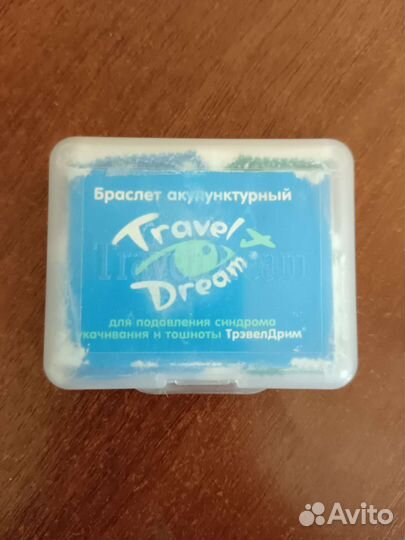 Браслет акупунктурный
Travel
Dream®
для подавления синдрома
укачивания и тошноты ТрэвелДрим®
Avito